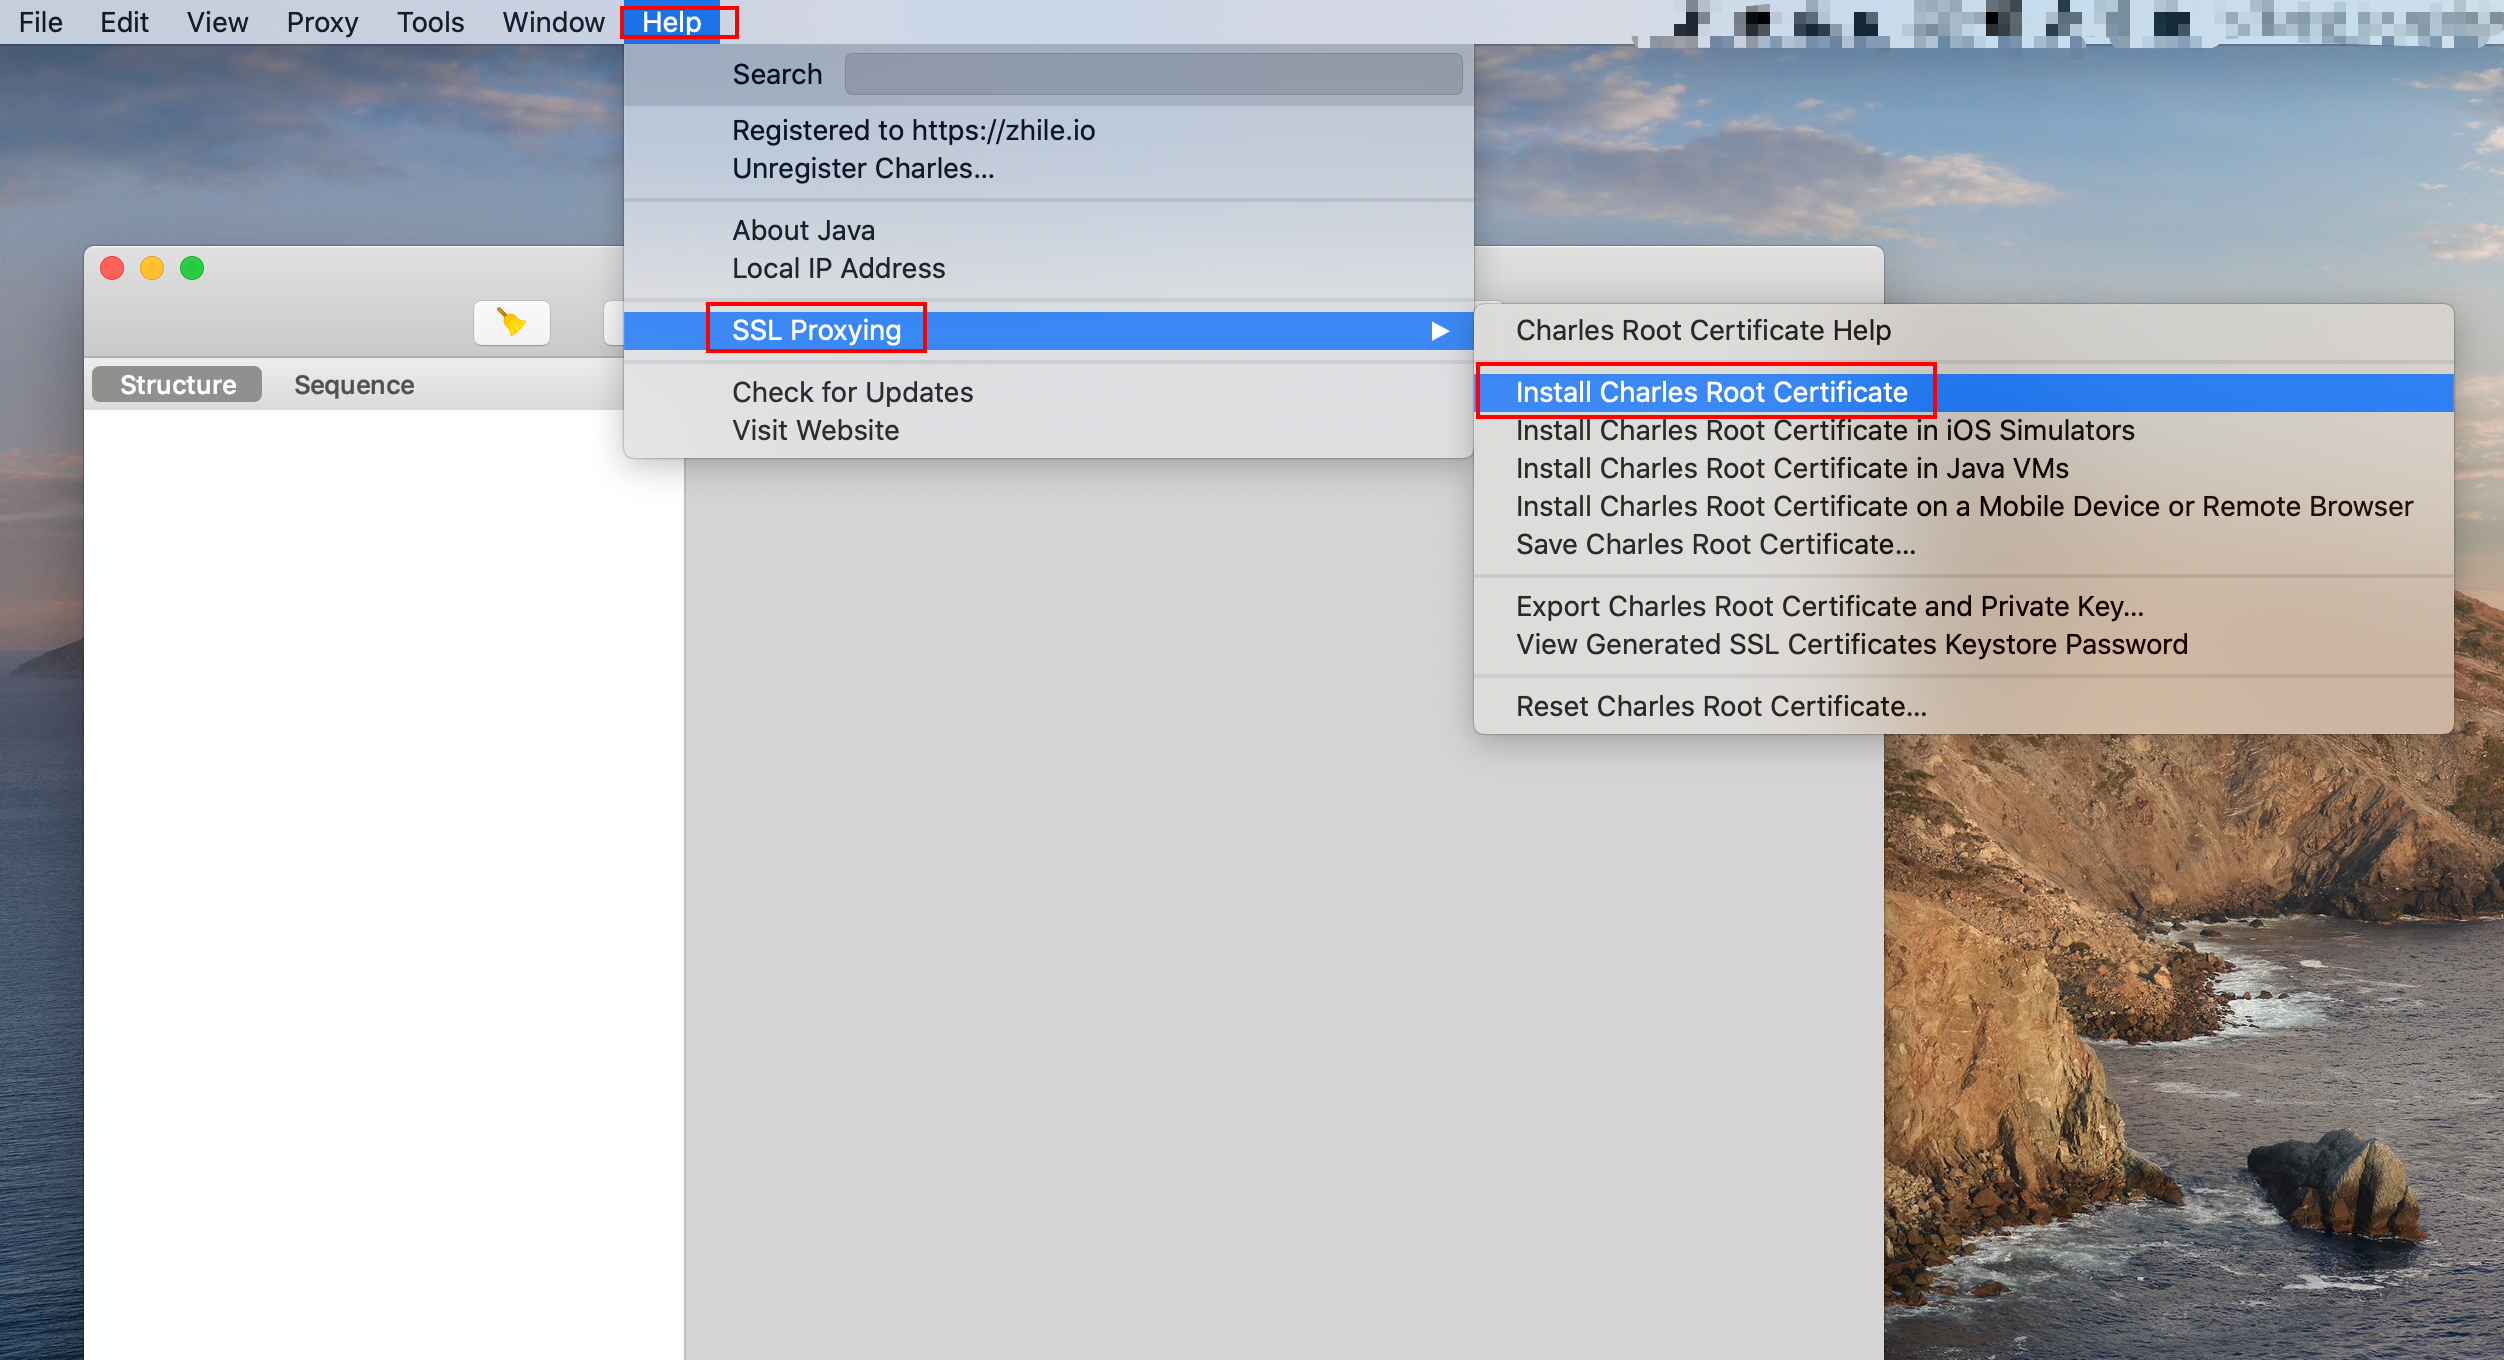 File Edit View Proxy Tools Window Help
Search
Registered to https://zhile.io
Unregister Charles...
About Java
Local IP Address
SSL Proxying
Check for Updates
Visit Website
Charles Root Certificate Help
Install Charles Root Certificate
Install Charles Root Certificate in iOS Simulators
Install Charles Root Certificate in Java VMs
Install Charles Root Certificate on a Mobile Device or Remote Browser
Save Charles Root Certificate...
Export Charles Root Certificate and Private Key...
View Generated SSL Certificates Keystore Password
Reset Charles Root Certificate...
Structure Sequence